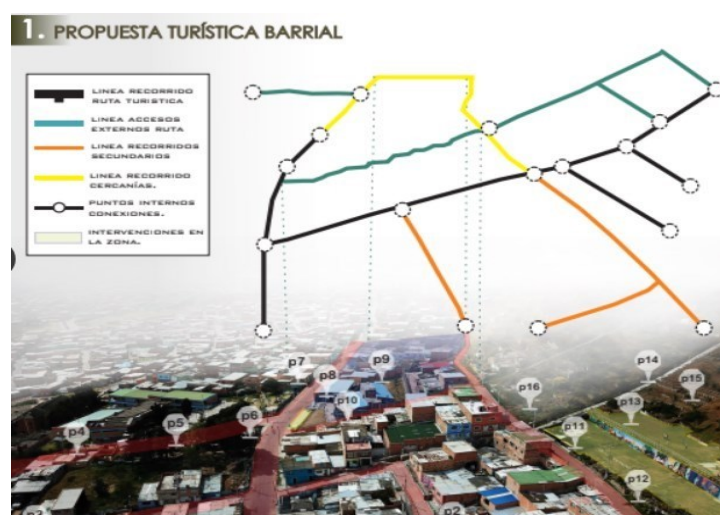 1. PROPUESTA TURÍSTICA BARRIAL
LINEA RECORRIDO
RUTA TURISTICA
LINEA ACCESOS
EXTERNOS RUTA
LINEA RECORRIDOS
SECUNDARIOS
LINEA RECORRIDO
CERCANÍAS.
PUNTOS INTERNOS
CONEXIONES.
INTERVENCIONES EN
LA ZONA.
p7
p9
p14
p8
p16
p13
p15
p10
p6
p5
p4
p11
p12
p2